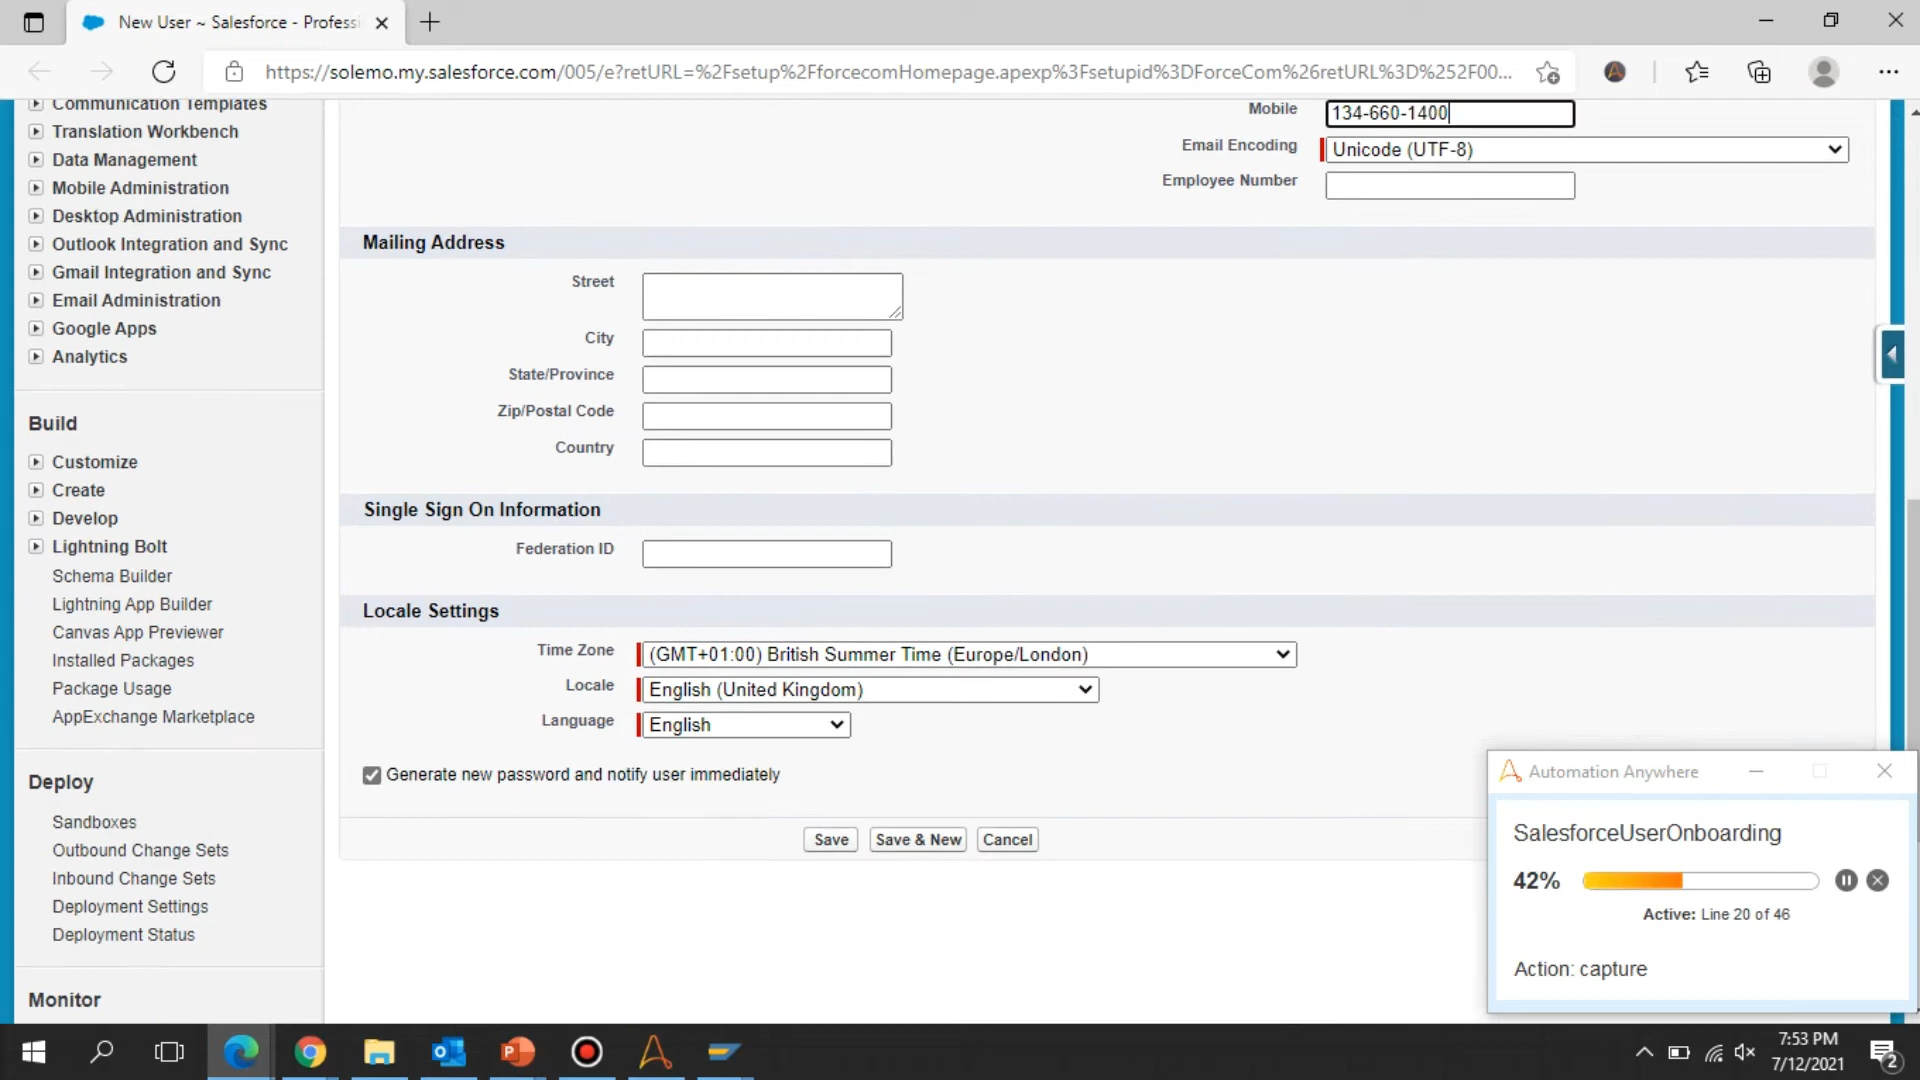 New User ~ Salesforce - Profess
https://solemo.my.salesforce.com/005/e?retURL=%2Fsetup%2FforcecomHomepage.apexp%3Fsetupid%3DForceCom%26retURL%3D%252F00...
Communication Templates
Translation Workbench
Data Management
Mobile Administration
Desktop Administration
Outlook Integration and Sync
Gmail Integration and Sync
Email Administration
Google Apps
Analytics
Build
Customize
Create
Develop
Lightning Bolt
Schema Builder
Lightning App Builder
Canvas App Previewer
Installed Packages
Package Usage
AppExchange Marketplace
Deploy
Sandboxes
Outbound Change Sets
Inbound Change Sets
Deployment Settings
Deployment Status
Monitor
Mobile 134-660-1400
Email Encoding Unicode (UTF-8)
Employee Number
Mailing Address
Street
City
State/Province
Zip/Postal Code
Country
Single Sign On Information
Federation ID
Locale Settings
Time Zone (GMT+01:00) British Summer Time (Europe/London)
Locale English (United Kingdom)
Language English
Generate new password and notify user immediately
Save Save & New Cancel
Automation Anywhere
SalesforceUserOnboarding
42%
Active: Line 20 of 46
Action: capture
7:53 PM
7/12/2021
2